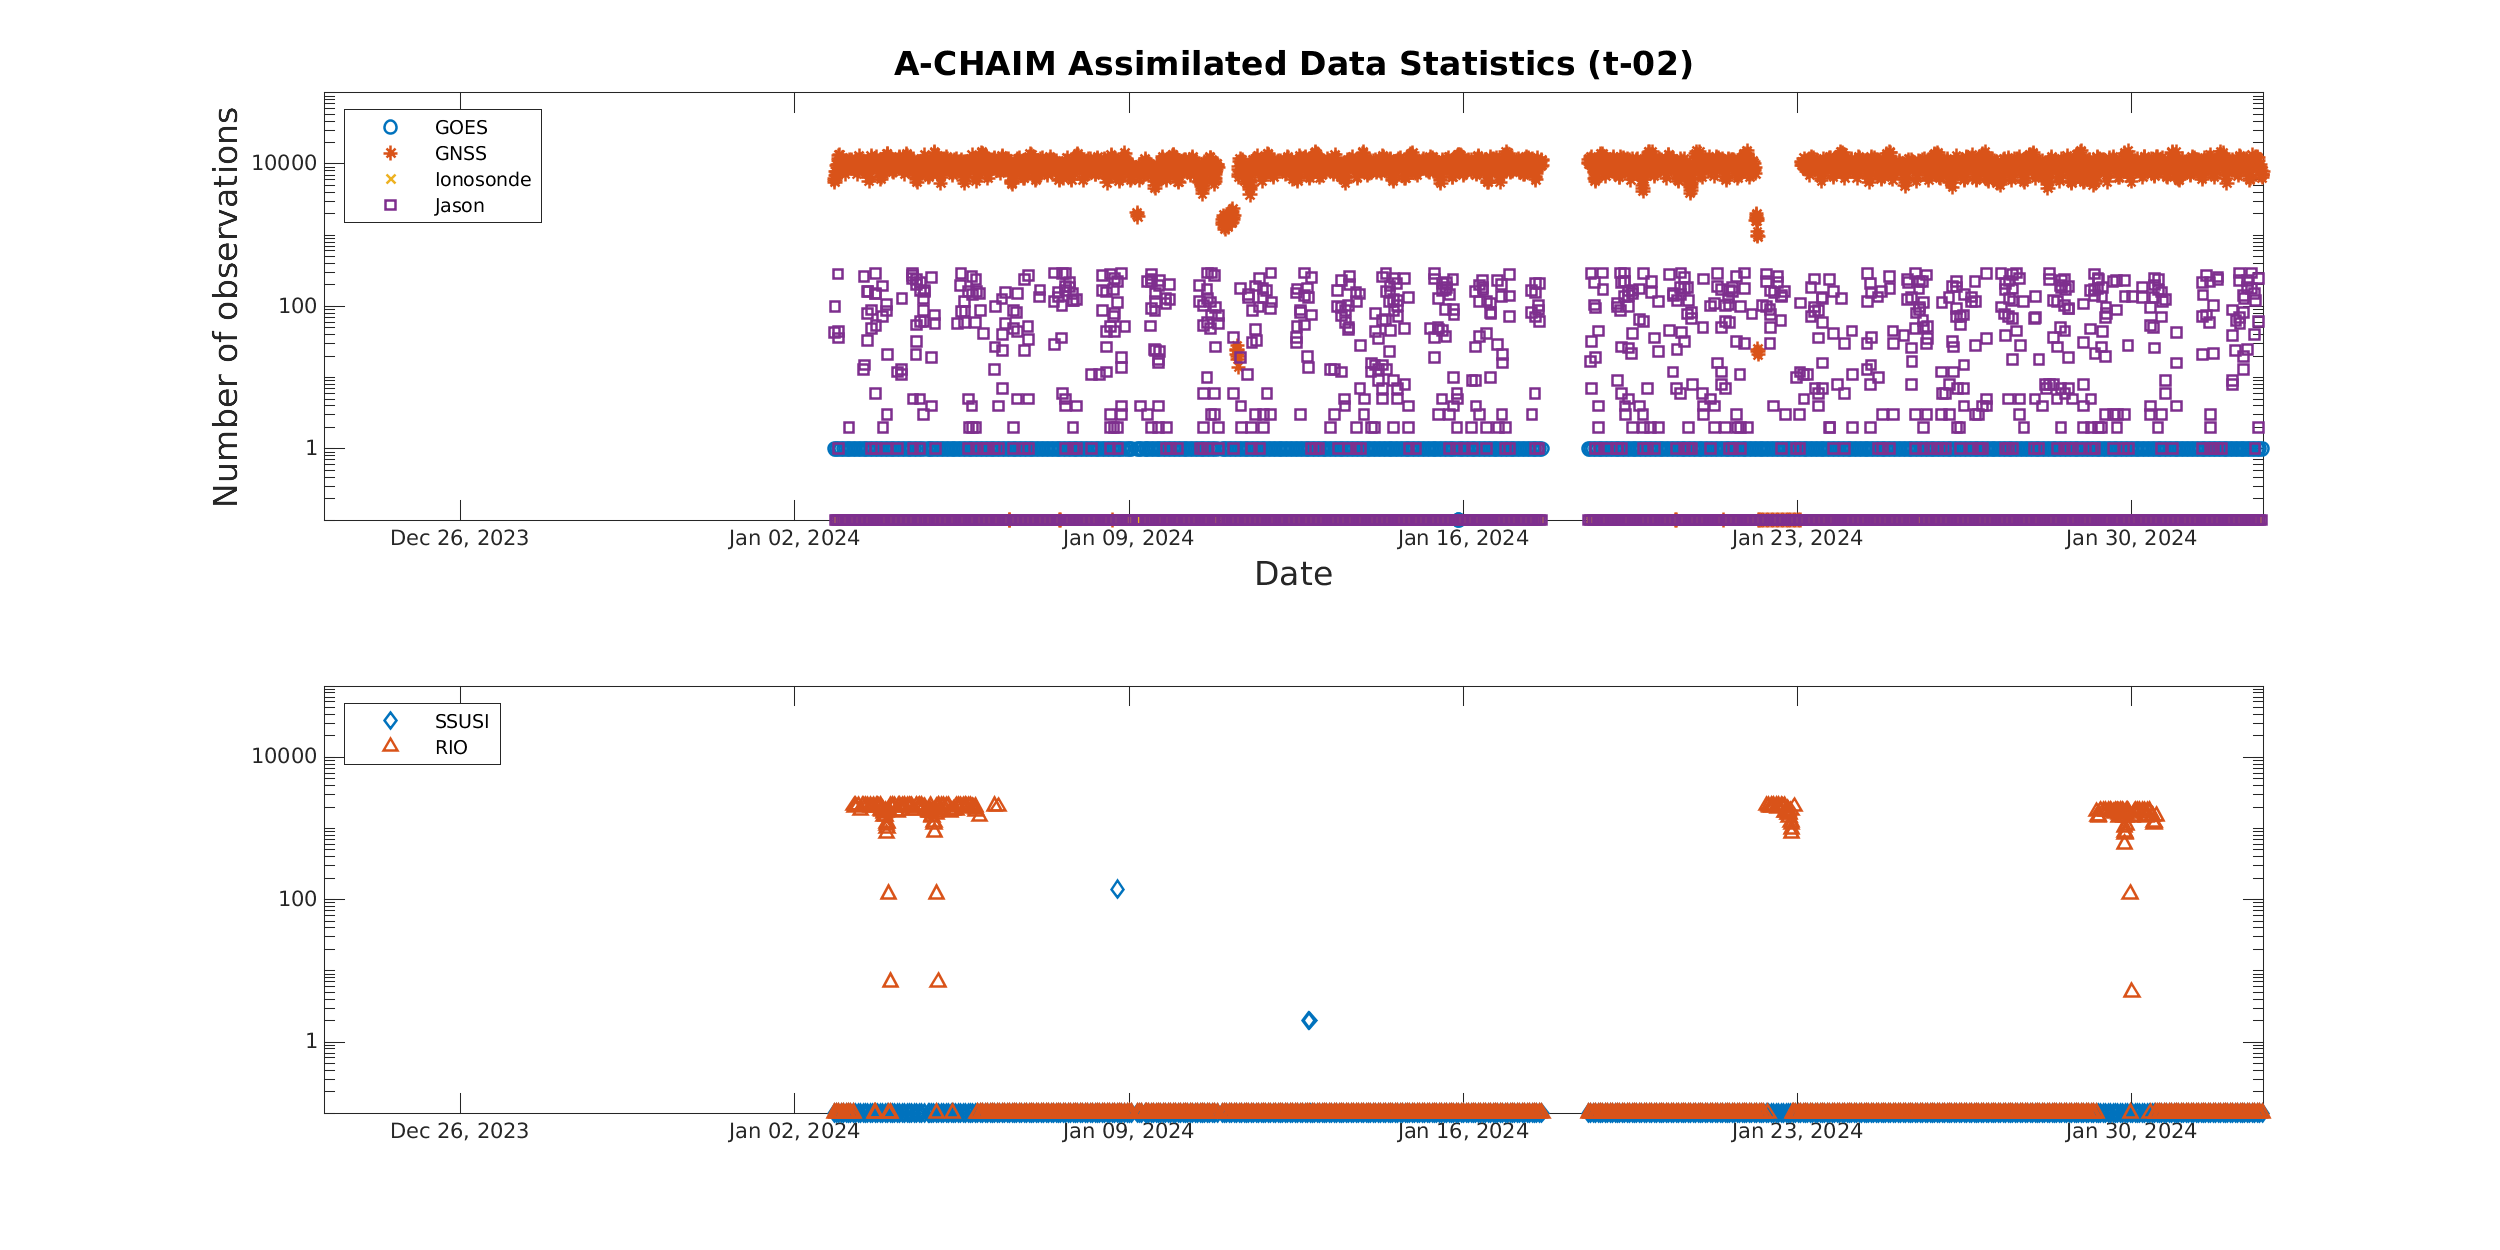 A-CHAIM Assimilated Data Statistics (t-02)
Number of observations
10000
100
1
GOES
GNSS
Ionosonde
Jason
Dec 26, 2023
Jan 02, 2024
Jan 09, 2024
Jan 16, 2024
Jan 23, 2024
Jan 30, 2024
Date
10000
100
1
SSUSI
RIO
Dec 26, 2023
Jan 02, 2024
Jan 09, 2024
Jan 16, 2024
Jan 23, 2024
Jan 30, 2024